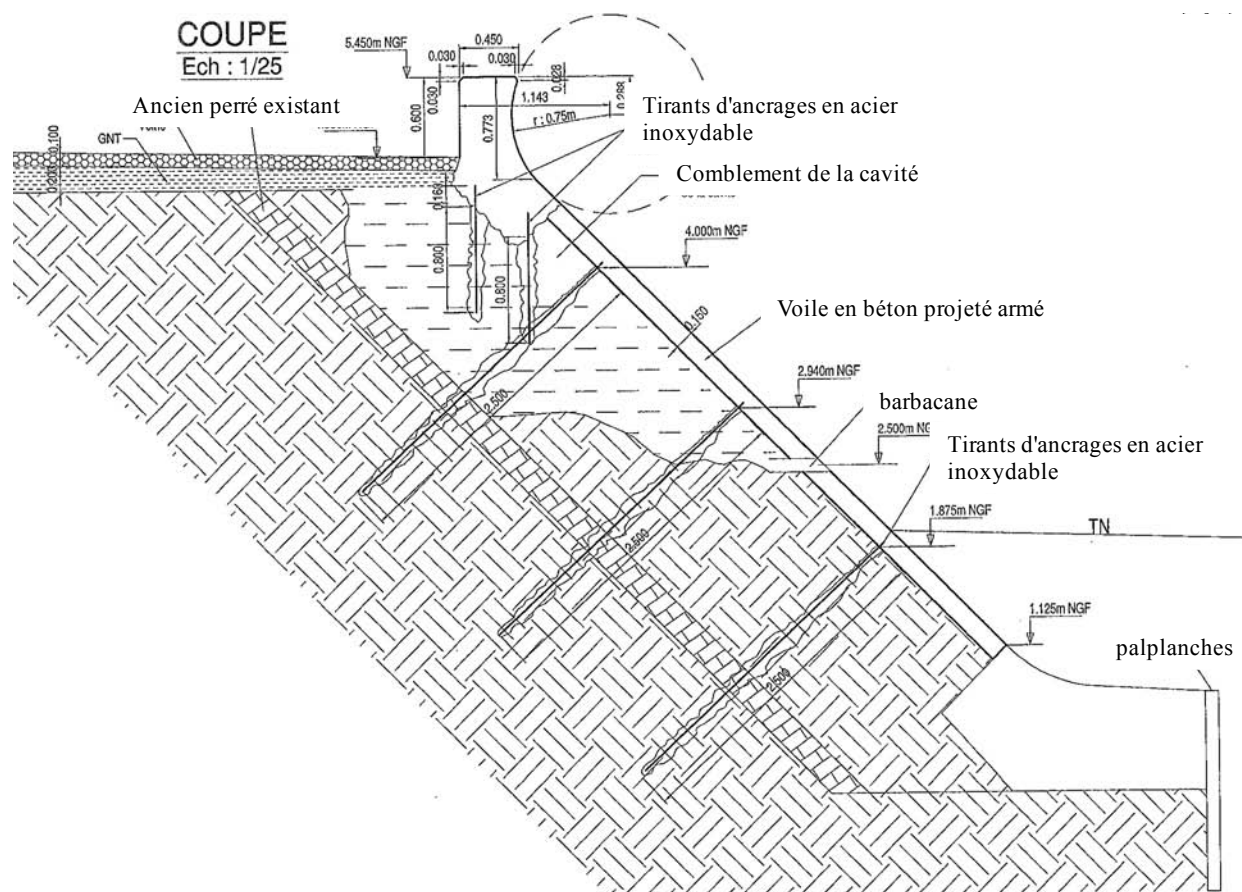 COUPE
Ech : 1/25
5.450m NGF
0.450
0.030
0.030
0.028
0.030
0.600
1.143
0.288
0.773
r : 0.75m
Ancien perré existant
Tirants d'ancrages en acier
inoxydable
GNT
0.100
0.200
Comblement de la cavité
0.160
0.800
0.800
4.000m NGF
0.150
Voile en béton projeté armé
2.940m NGF
2.500
barbacane
2.500m NG
Tirants d'ancrages en acier
inoxydable
1.875m NGF
TN
2.500
1.125m NGF
palplanches
2.500